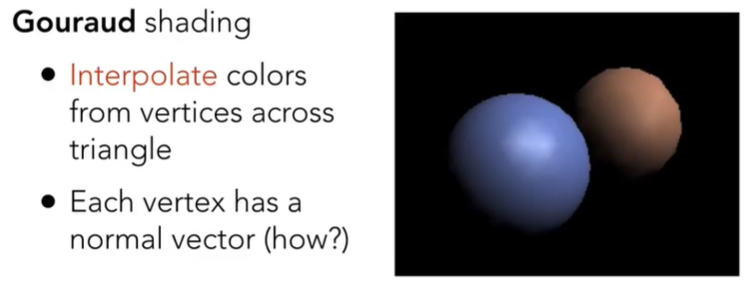 Gouraud shading
• Interpolate colors
from vertices across
triangle
• Each vertex has a
normal vector (how?)